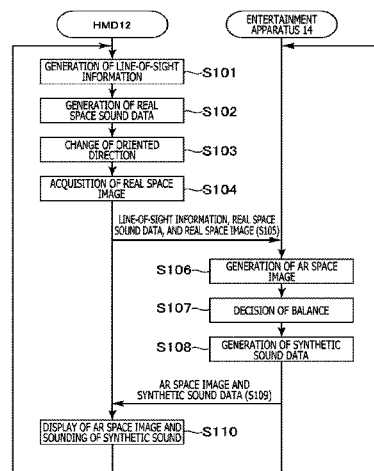 HMD12
ENTERTAINMENT
APPARATUS 14
GENERATION OF LINE-OF-SIGHT
INFORMATION
S101
GENERATION OF REAL
SPACE SOUND DATA
S102
CHANGE OF ORIENTED
DIRECTION
S103
ACQUISITION OF REAL SPACE
IMAGE
S104
LINE-OF-SIGHT INFORMATION, REAL SPACE
SOUND DATA, AND REAL SPACE IMAGE (S105)
S106
GENERATION OF AR SPACE
IMAGE
S107
DECISION OF BALANCE
S108
GENERATION OF SYNTHETIC
SOUND DATA
AR SPACE IMAGE AND
SYNTHETIC SOUND DATA (S109)
DISPLAY OF AR SPACE IMAGE AND
SOUNDING OF SYNTHETIC SOUND
S110